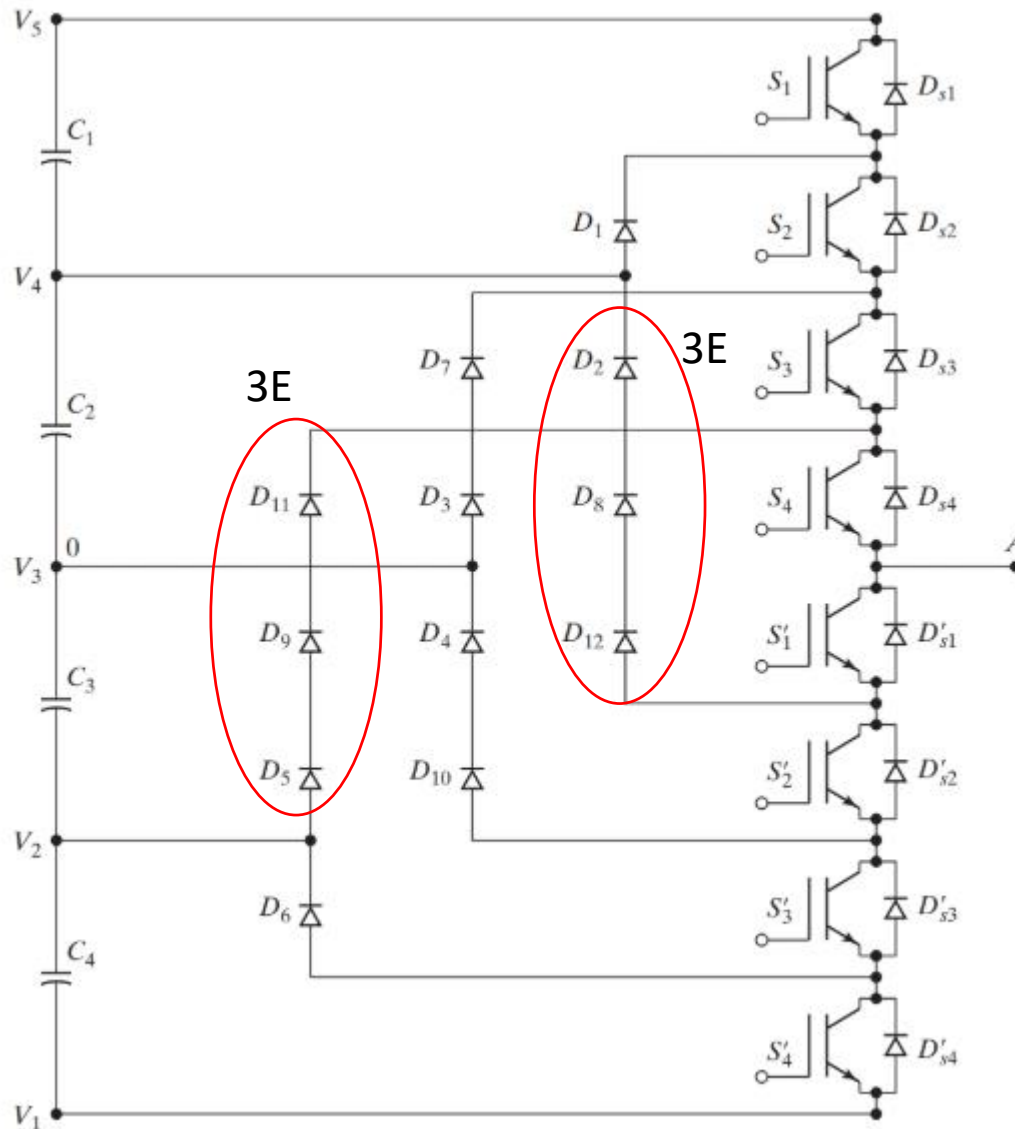 V5
S1
Ds1
C1
D1
S2
Ds2
V4
3E
D7
D2
S3
Ds3
3E
C2
D11
D3
D8
S4
Ds4
0
V3
A
D9
D4
D12
S′1
D′s1
C3
D5
D10
S′2
D′s2
V2
D6
S′3
D′s3
C4
S′4
D′s4
V1